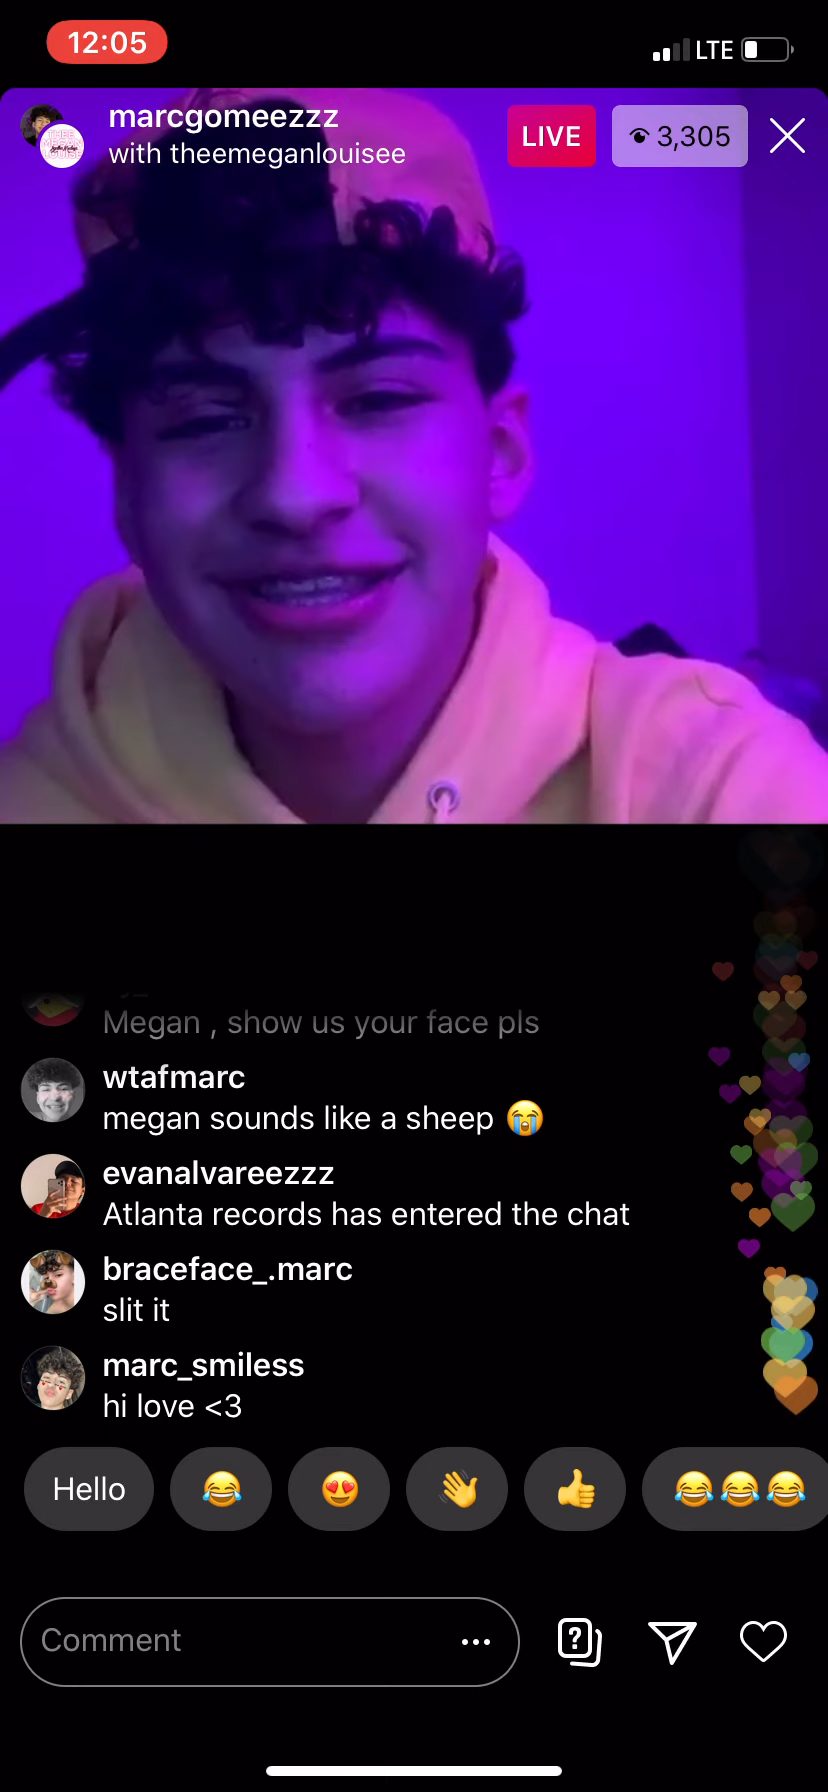 12:05
LTE
marcgomeezzz
with theemeganlouisee
LIVE
3,305
Megan , show us your face pls
wtafmarc
megan sounds like a sheep 😭
evanalvareezzz
Atlanta records has entered the chat
braceface_.marc
slit it
marc_smiless
hi love <3
Hello 😂 😍 👋 👍 😂😂😂
Comment